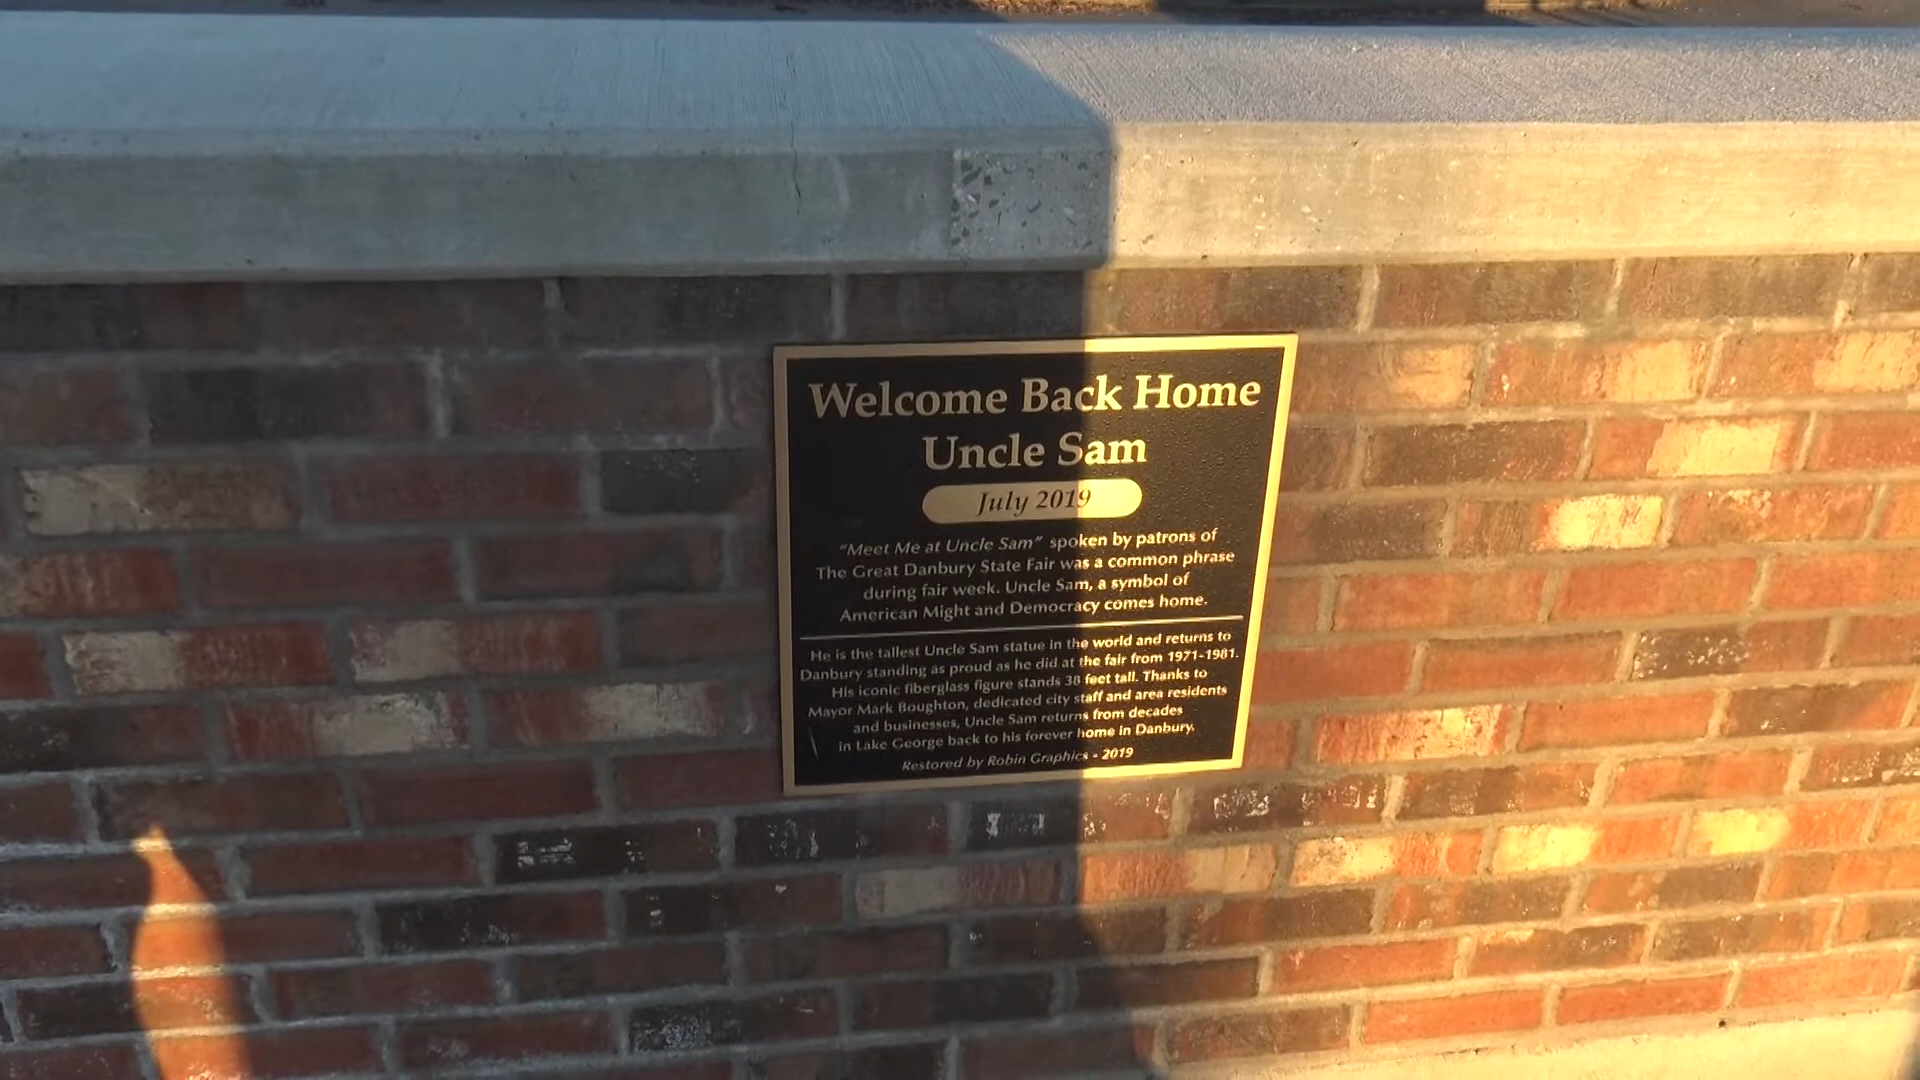 Welcome Back Home
Uncle Sam
July 2019
"Meet Me at Uncle Sam" spoken by patrons of
The Great Danbury State Fair was a common phrase
during fair week. Uncle Sam, a symbol of
American Might and Democracy comes home.
He is the tallest Uncle Sam statue in the world and returns to
Danbury standing as proud as he did at the fair from 1971-1981.
His iconic fiberglass figure stands 38 feet tall. Thanks to
Mayor Mark Boughton, dedicated city staff and area residents
and businesses, Uncle Sam returns from decades
in Lake George back to his forever home in Danbury.
Restored by Robin Graphics - 2019